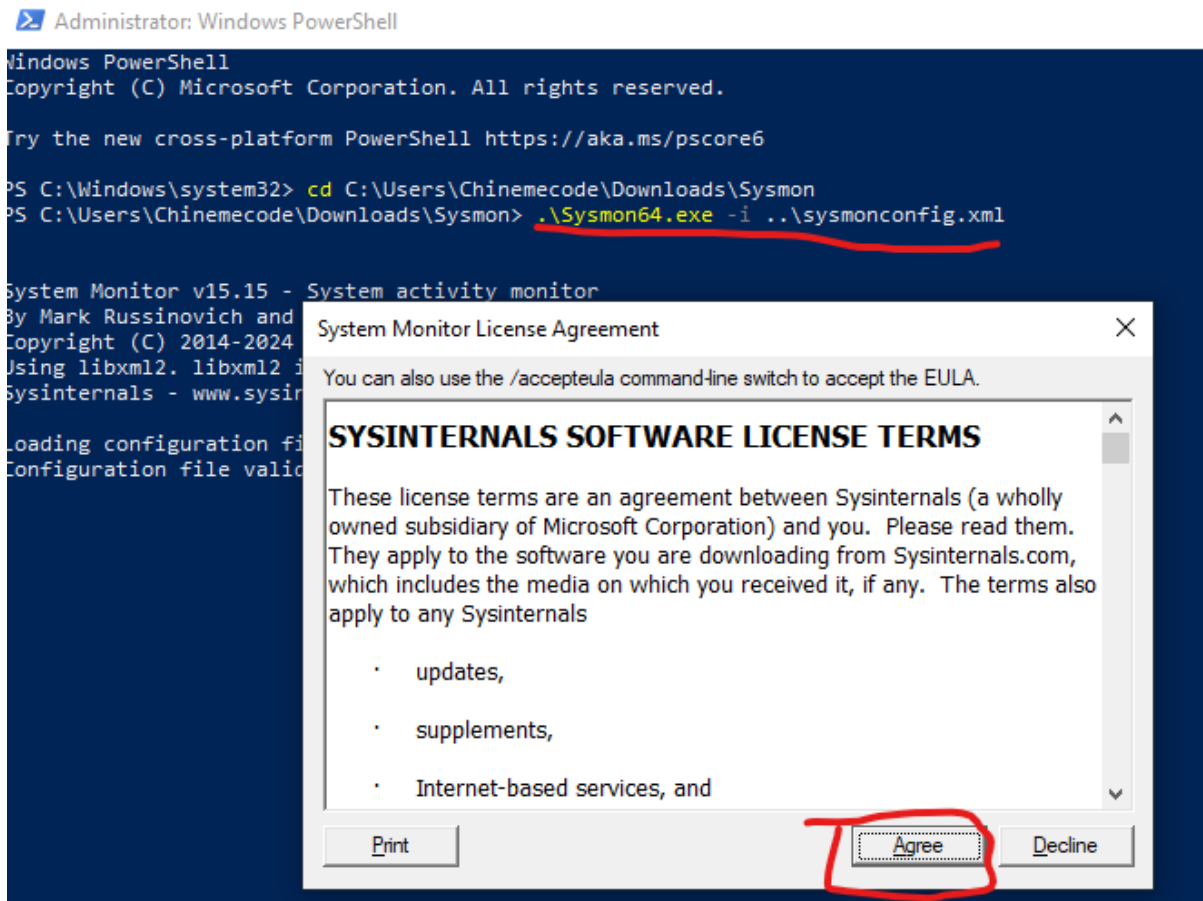 Administrator: Windows PowerShell
Windows PowerShell
Copyright (C) Microsoft Corporation. All rights reserved.
Try the new cross-platform PowerShell https://aka.ms/pscore6
PS C:\Windows\system32> cd C:\Users\Chinemecode\Downloads\Sysmon
PS C:\Users\Chinemecode\Downloads\Sysmon> .\Sysmon64.exe -i ..\sysmonconfig.xml
System Monitor v15.15 - System activity monitor
By Mark Russinovich and
Copyright (C) 2014-2024
Using libxml2. libxml2 i
Sysinternals - www.sysir
Loading configuration fi
Configuration file valid
System Monitor License Agreement
You can also use the /accepteula command-line switch to accept the EULA.
SYSINTERNALS SOFTWARE LICENSE TERMS
These license terms are an agreement between Sysinternals (a wholly
owned subsidiary of Microsoft Corporation) and you.  Please read them.
They apply to the software you are downloading from Sysinternals.com,
which includes the media on which you received it, if any.  The terms also
apply to any Sysinternals
· updates,
· supplements,
· Internet-based services, and
Print Agree Decline